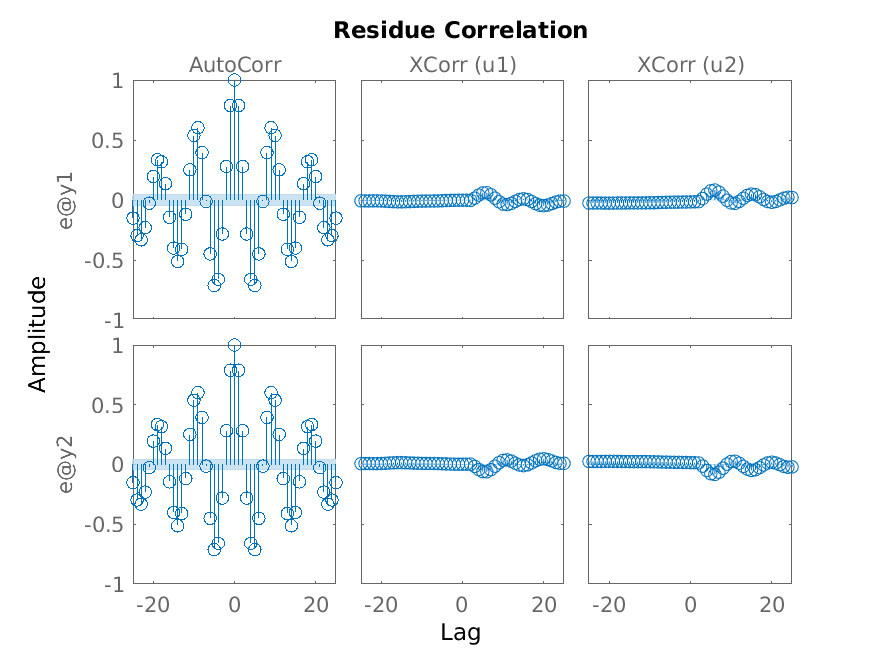 Residue Correlation
AutoCorr
XCorr (u1)
XCorr (u2)
e@y1
1
0.5
0
-0.5
-1
Amplitude
e@y2
1
0.5
0
-0.5
-1
-20 0 20
-20 0 20
-20 0 20
Lag